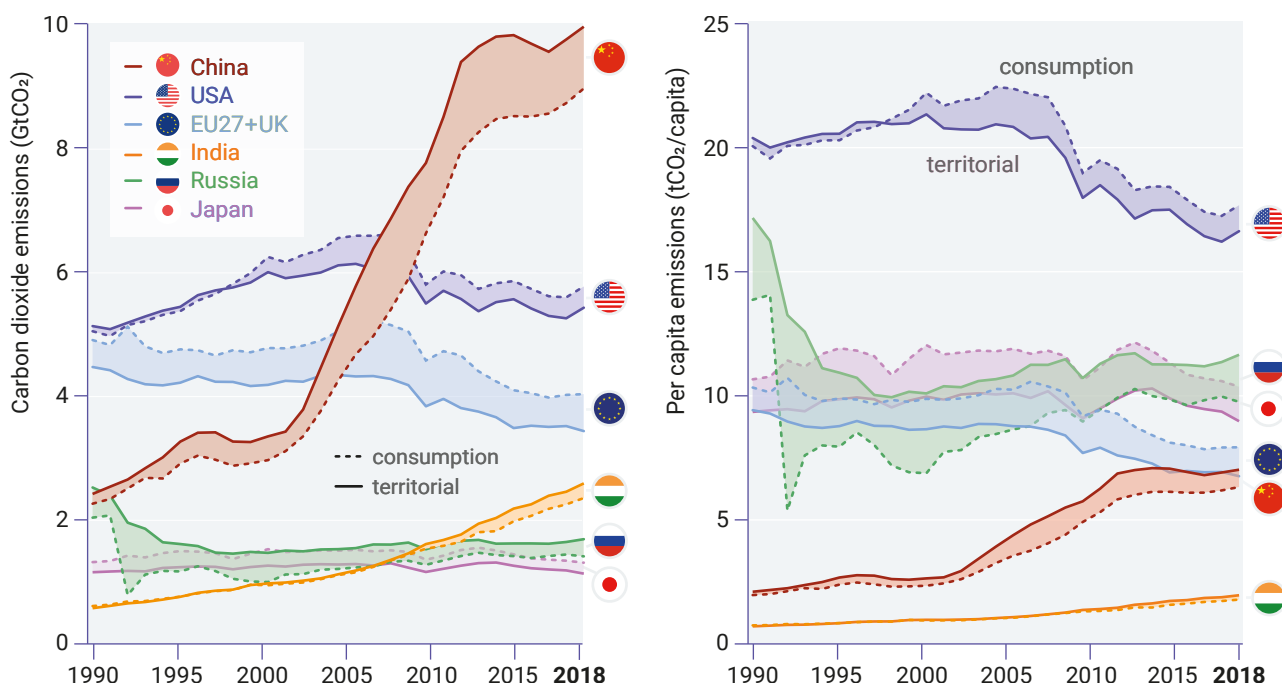 Carbon dioxide emissions (GtCO₂)
10
8
6
4
2
0
China
USA
EU27+UK
India
Russia
Japan
consumption
territorial
1990 1995 2000 2005 2010 2015 2018
Per capita emissions (tCO₂/capita)
25
20
15
10
5
0
consumption
territorial
1990 1995 2000 2005 2010 2015 2018